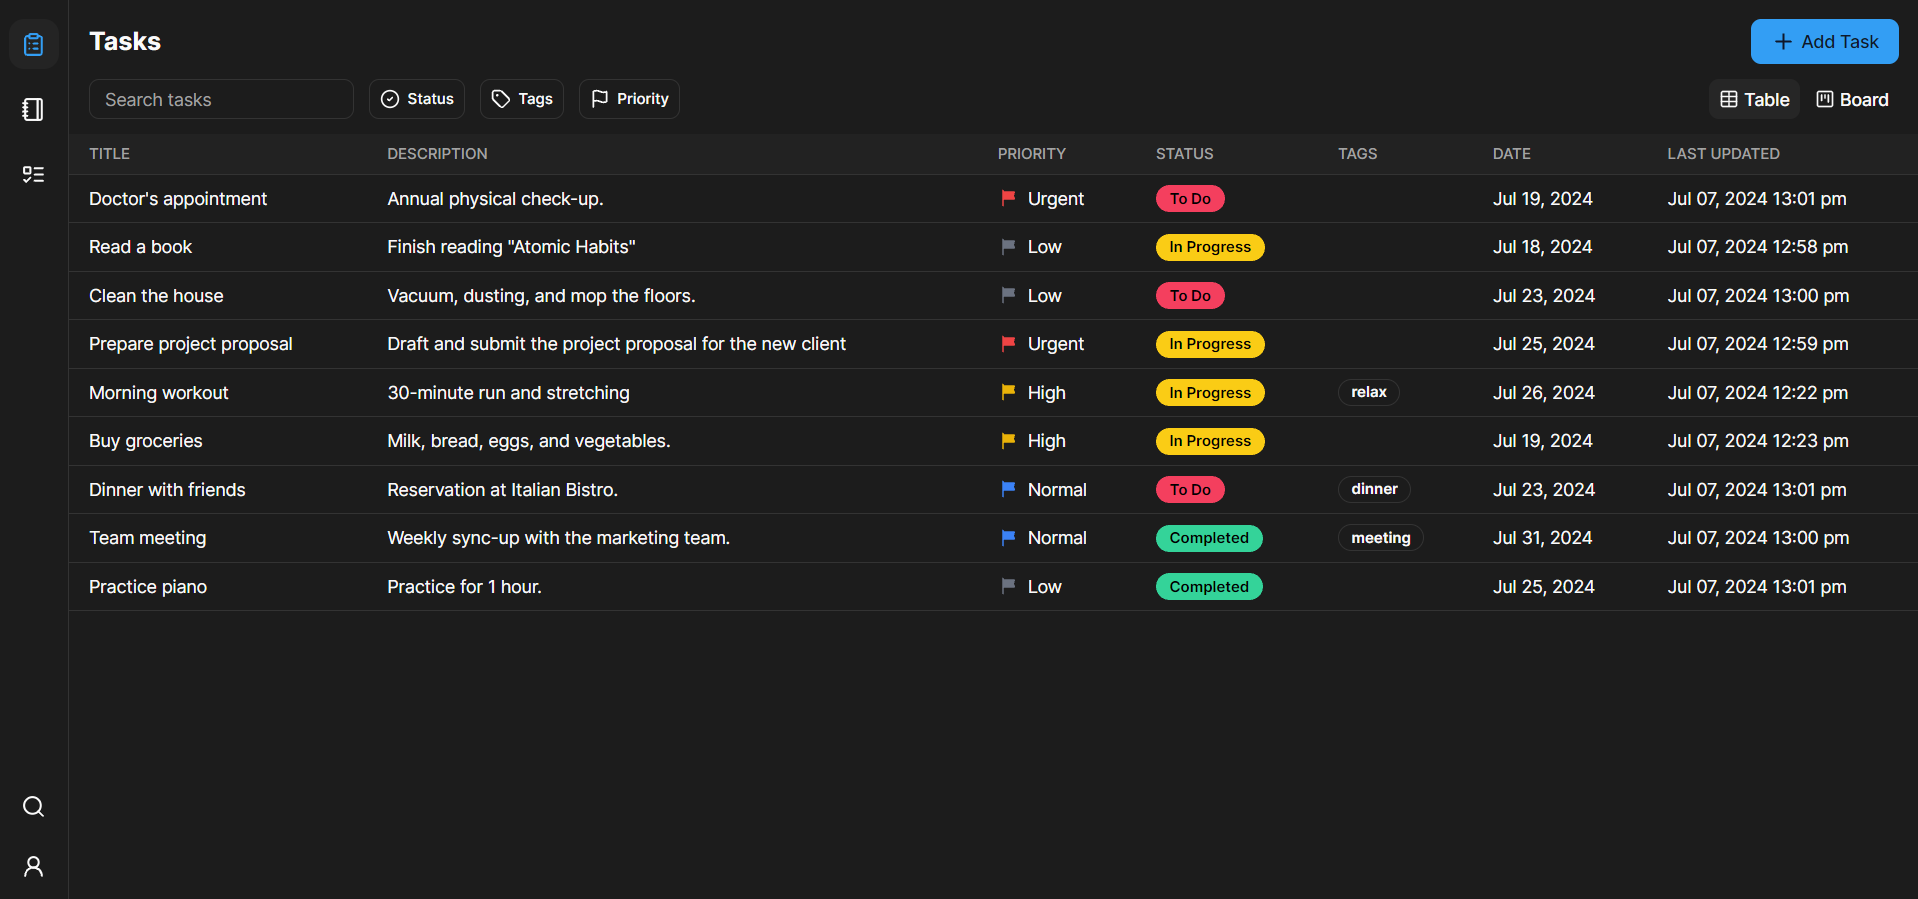 Tasks
Add Task
Search tasks Status Tags Priority Table Board
TITLE DESCRIPTION PRIORITY STATUS TAGS DATE LAST UPDATED
Doctor's appointment Annual physical check-up. Urgent To Do Jul 19, 2024 Jul 07, 2024 13:01 pm
Read a book Finish reading "Atomic Habits" Low In Progress Jul 18, 2024 Jul 07, 2024 12:58 pm
Clean the house Vacuum, dusting, and mop the floors. Low To Do Jul 23, 2024 Jul 07, 2024 13:00 pm
Prepare project proposal Draft and submit the project proposal for the new client Urgent In Progress Jul 25, 2024 Jul 07, 2024 12:59 pm
Morning workout 30-minute run and stretching High In Progress relax Jul 26, 2024 Jul 07, 2024 12:22 pm
Buy groceries Milk, bread, eggs, and vegetables. High In Progress Jul 19, 2024 Jul 07, 2024 12:23 pm
Dinner with friends Reservation at Italian Bistro. Normal To Do dinner Jul 23, 2024 Jul 07, 2024 13:01 pm
Team meeting Weekly sync-up with the marketing team. Normal Completed meeting Jul 31, 2024 Jul 07, 2024 13:00 pm
Practice piano Practice for 1 hour. Low Completed Jul 25, 2024 Jul 07, 2024 13:01 pm